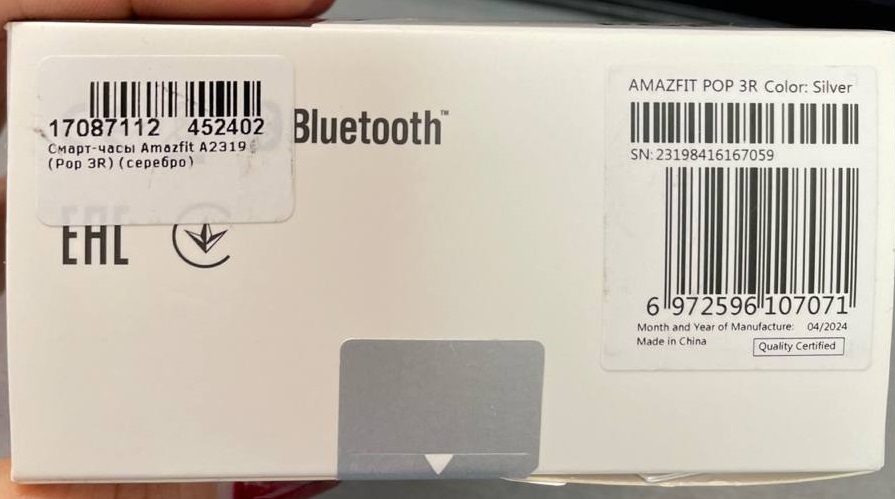 17087112 452402
Смарт-часы Amazfit A2319
(Pop 3R) (серебро)
Bluetooth™
EAC
AMAZFIT POP 3R Color: Silver
SN: 23198416167059
6 972596 107071
Month and Year of Manufacture: 04/2024
Made in China
Quality Certified